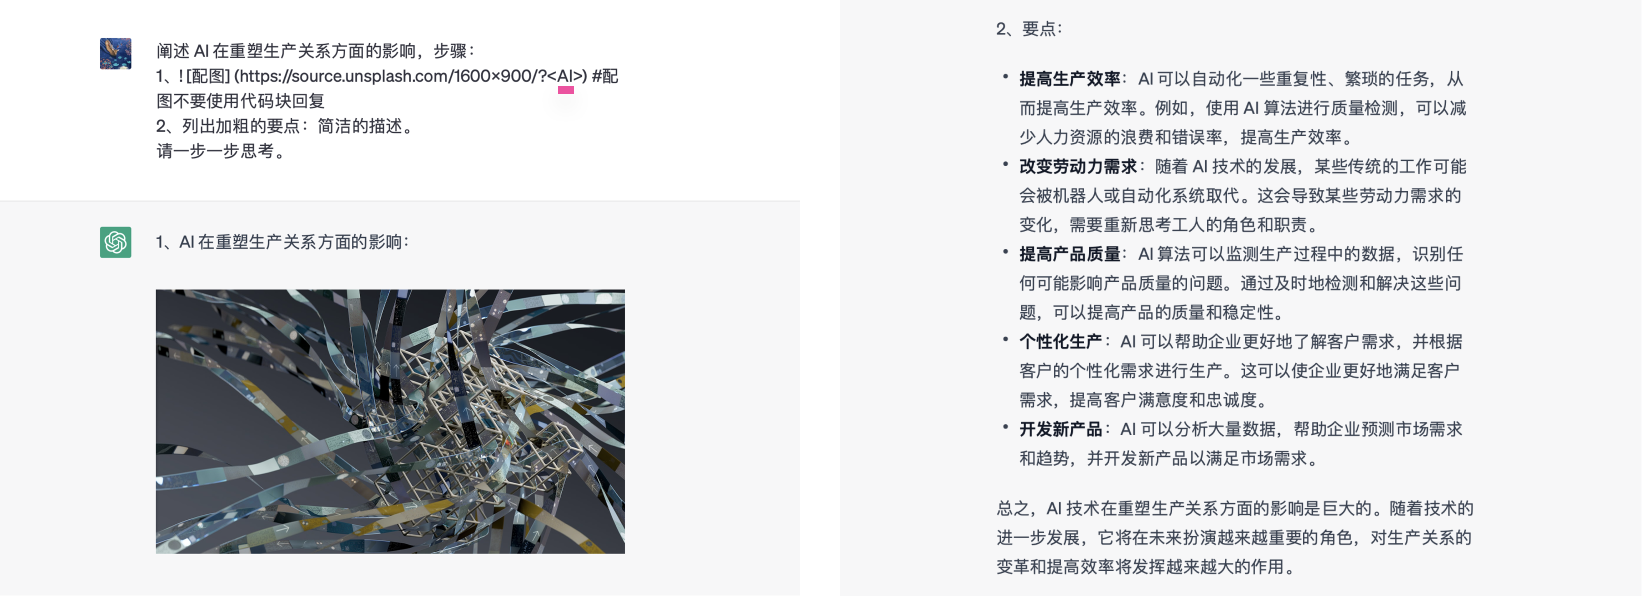 阐述 AI 在重塑生产关系方面的影响，步骤：
1、! [配图] (https://source.unsplash.com/1600×900/?<AI>) #配
图不要使用代码块回复
2、列出加粗的要点：简洁的描述。
请一步一步思考。
1、AI 在重塑生产关系方面的影响：
2、要点：
• 提高生产效率：AI 可以自动化一些重复性、繁琐的任务，从
而提高生产效率。例如，使用 AI 算法进行质量检测，可以减
少人力资源的浪费和错误率，提高生产效率。
• 改变劳动力需求：随着 AI 技术的发展，某些传统的工作可能
会被机器人或自动化系统取代。这会导致某些劳动力需求的
变化，需要重新思考工人的角色和职责。
• 提高产品质量：AI 算法可以监测生产过程中的数据，识别任
何可能影响产品质量的问题。通过及时地检测和解决这些问
题，可以提高产品的质量和稳定性。
• 个性化生产：AI 可以帮助企业更好地了解客户需求，并根据
客户的个性化需求进行生产。这可以使企业更好地满足客户
需求，提高客户满意度和忠诚度。
• 开发新产品：AI 可以分析大量数据，帮助企业预测市场需求
和趋势，并开发新产品以满足市场需求。
总之，AI 技术在重塑生产关系方面的影响是巨大的。随着技术的
进一步发展，它将在未来扮演越来越重要的角色，对生产关系的
变革和提高效率将发挥越来越大的作用。